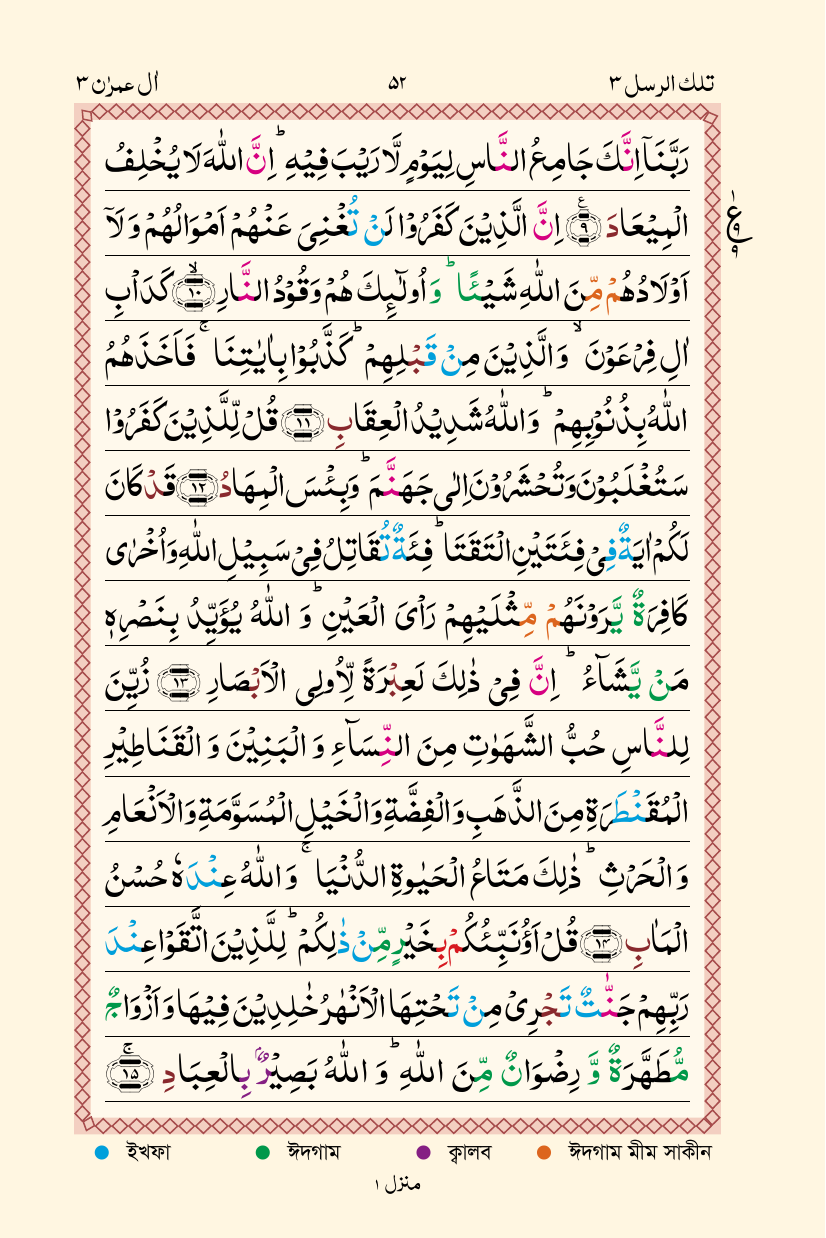 تلك الرسل ٣ ٥٢ اٰل عمرٰن ٣
رَبَّنَاۤ اِنَّكَ جَامِعُ النَّاسِ لِيَوْمٍ لَّا رَيْبَ فِيْهِ ؕ اِنَّ اللّٰهَ لَا يُخْلِفُ
الْمِيْعَادَ ﴿٩﴾ اِنَّ الَّذِيْنَ كَفَرُوْا لَنْ تُغْنِيَ عَنْهُمْ اَمْوَالُهُمْ وَلَاۤ
اَوْلَادُهُمْ مِّنَ اللّٰهِ شَيْـًٔا ؕ وَاُولٰٓئِكَ هُمْ وَقُوْدُ النَّارِ ﴿١٠﴾ كَدَاْبِ
اٰلِ فِرْعَوْنَ ۙ وَالَّذِيْنَ مِنْ قَبْلِهِمْ ؕ كَذَّبُوْا بِاٰيٰتِنَا ۚ فَاَخَذَهُمُ
اللّٰهُ بِذُنُوْبِهِمْ ؕ وَاللّٰهُ شَدِيْدُ الْعِقَابِ ﴿١١﴾ قُلْ لِّلَّذِيْنَ كَفَرُوْا
سَتُغْلَبُوْنَ وَتُحْشَرُوْنَ اِلٰى جَهَنَّمَ ؕ وَبِئْسَ الْمِهَادُ ﴿١٢﴾ قَدْ كَانَ
لَكُمْ اٰيَةٌ فِيْ فِئَتَيْنِ الْتَقَتَا ؕ فِئَةٌ تُقَاتِلُ فِيْ سَبِيْلِ اللّٰهِ وَاُخْرٰى
كَافِرَةٌ يَّرَوْنَهُمْ مِّثْلَيْهِمْ رَاْيَ الْعَيْنِ ؕ وَ اللّٰهُ يُؤَيِّدُ بِنَصْرِهٖ
مَنْ يَّشَآءُ ؕ اِنَّ فِيْ ذٰلِكَ لَعِبْرَةً لِّاُولِي الْاَبْصَارِ ﴿١٣﴾ زُيِّنَ
لِلنَّاسِ حُبُّ الشَّهَوٰتِ مِنَ النِّسَآءِ وَ الْبَنِيْنَ وَ الْقَنَاطِيْرِ
الْمُقَنْطَرَةِ مِنَ الذَّهَبِ وَالْفِضَّةِ وَالْخَيْلِ الْمُسَوَّمَةِ وَالْاَنْعَامِ
وَ الْحَرْثِ ؕ ذٰلِكَ مَتَاعُ الْحَيٰوةِ الدُّنْيَا ۚ وَاللّٰهُ عِنْدَهٗ حُسْنُ
الْمَاٰبِ ﴿١۴﴾ قُلْ اَؤُنَبِّئُكُمْ بِخَيْرٍ مِّنْ ذٰلِكُمْ ؕ لِلَّذِيْنَ اتَّقَوْا عِنْدَ
رَبِّهِمْ جَنّٰتٌ تَجْرِيْ مِنْ تَحْتِهَا الْاَنْهٰرُ خٰلِدِيْنَ فِيْهَا وَاَزْوَاجٌ
مُّطَهَّرَةٌ وَّ رِضْوَانٌ مِّنَ اللّٰهِ ؕ وَ اللّٰهُ بَصِيْرٌۢ بِالْعِبَادِ ﴿١٥﴾
ইখফা ঈদগাম ক্বালব ঈদগাম মীম সাকীন
منزل ١